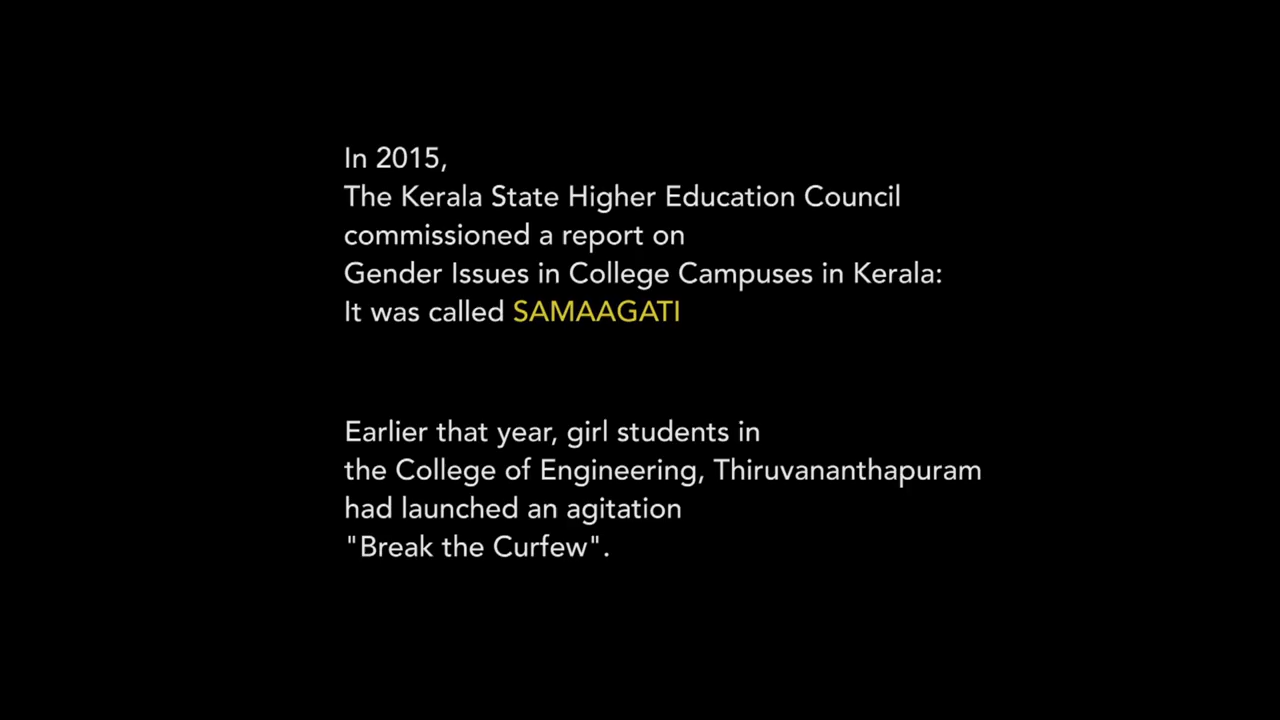 In 2015,
The Kerala State Higher Education Council
commissioned a report on
Gender Issues in College Campuses in Kerala:
It was called SAMAAGATI
Earlier that year, girl students in
the College of Engineering, Thiruvananthapuram
had launched an agitation
"Break the Curfew".